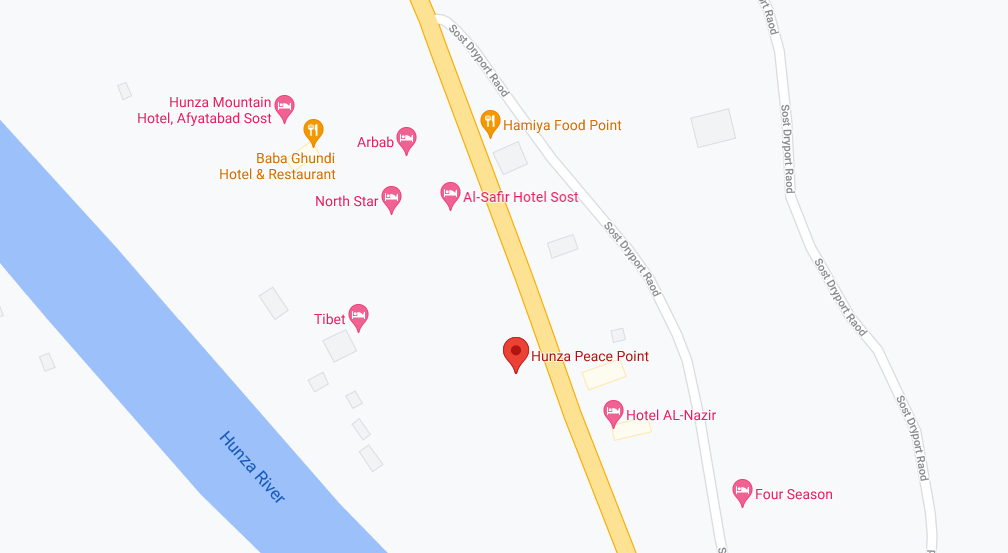 rt Raod
Sost Dryport Raod
Hunza Mountain
Hotel, Afyatabad Sost
Hamiya Food Point
Arbab
Baba Ghundi
Hotel & Restaurant
Sost Dryport Raod
North Star
Al-Safir Hotel Sost
Sost Dryport Raod
Sost Dryport Raod
Tibet
Hunza Peace Point
Hotel AL-Nazir
Sost Dryport Raod
Hunza River
Four Season